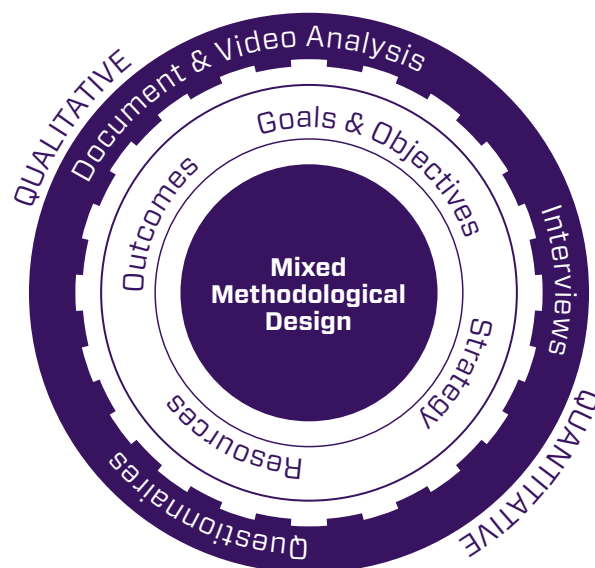 QUALITATIVE
Document & Video Analysis
Interviews
Questionnaires
QUANTITATIVE
Goals & Objectives
Strategy
Resources
Outcomes
Mixed
Methodological
Design